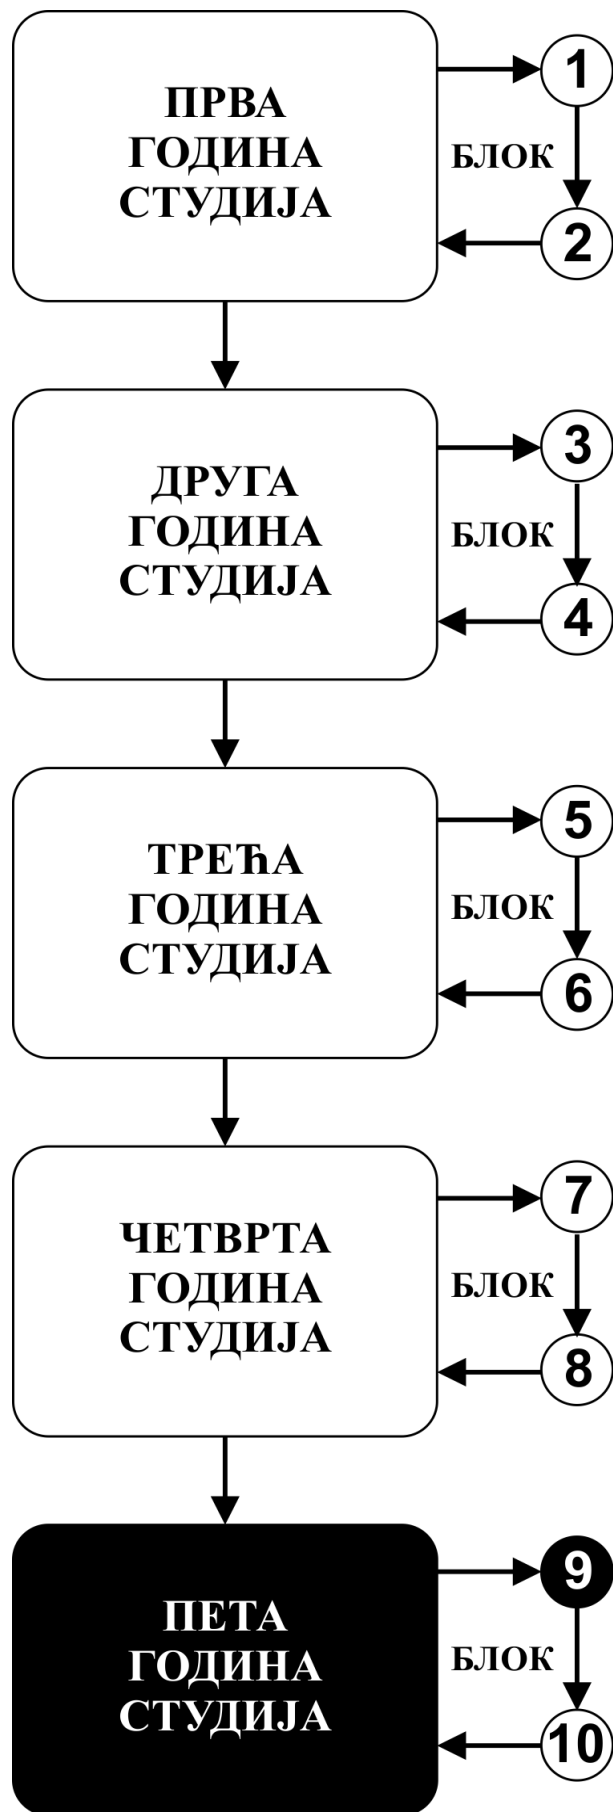 ПРВА
ГОДИНА
СТУДИЈА
1
БЛОК
2
ДРУГА
ГОДИНА
СТУДИЈА
3
БЛОК
4
ТРЕЋА
ГОДИНА
СТУДИЈА
5
БЛОК
6
ЧЕТВРТА
ГОДИНА
СТУДИЈА
7
БЛОК
8
ПЕТА
ГОДИНА
СТУДИЈА
9
БЛОК
10